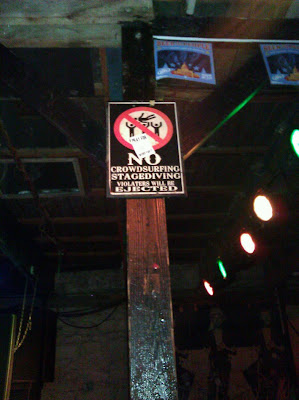 NO
CROWDSURFING
STAGEDIVING
VIOLATERS WILL BE
EJECTED